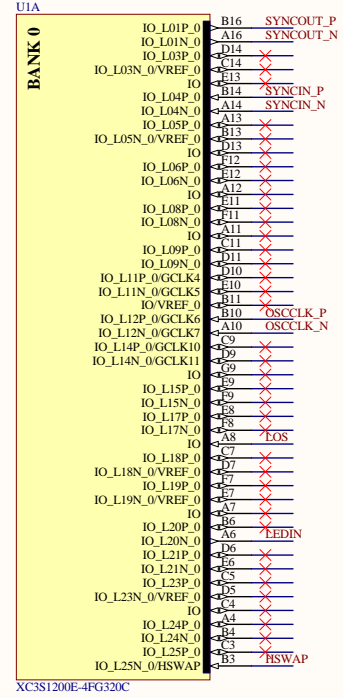 U1A
BANK 0
IO_L01P_0 B16 SYNCOUT_P
IO_L01N_0 A16 SYNCOUT_N
IO_L03P_0 D14
IO_L03N_0/VREF_0 C14
IO E13
IO_L04P_0 B14 SYNCIN_P
IO_L04N_0 A14 SYNCIN_N
IO_L05P_0 A13
IO_L05N_0/VREF_0 B13
IO D13
IO_L06P_0 F12
IO_L06N_0 E12
IO A12
IO_L08P_0 E11
IO_L08N_0 F11
IO A11
IO_L09P_0 C11
IO_L09N_0 D11
IO_L11P_0/GCLK4 D10
IO_L11N_0/GCLK5 E10
IO/VREF_0 B11
IO_L12P_0/GCLK6 B10 OSCCLK_P
IO_L12N_0/GCLK7 A10 OSCCLK_N
IO_L14P_0/GCLK10 C9
IO_L14N_0/GCLK11 D9
IO G9
IO_L15P_0 E9
IO_L15N_0 F9
IO_L17P_0 E8
IO_L17N_0 F8
IO A8 LOS
IO_L18P_0 C7
IO_L18N_0/VREF_0 D7
IO_L19P_0 F7
IO_L19N_0/VREF_0 E7
IO A7
IO_L20P_0 B6
IO_L20N_0 A6 LEDIN
IO_L21P_0 D6
IO_L21N_0 E6
IO_L23P_0 C5
IO_L23N_0/VREF_0 D5
IO C4
IO_L24P_0 A4
IO_L24N_0 B4
IO_L25P_0 C3
IO_L25N_0/HSWAP B3 HSWAP
XC3S1200E-4FG320C